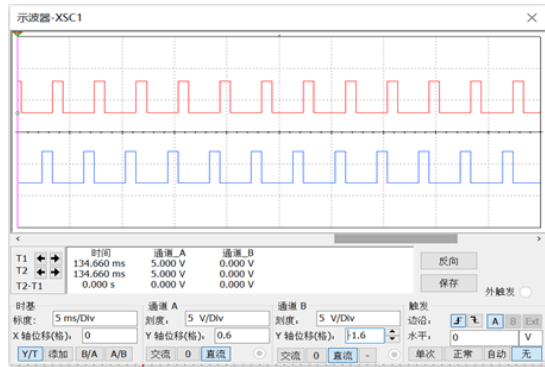 示波器-XSC1
时间 通道_A 通道_B
T1 134.660 ms 5.000 V 0.000 V
T2 134.660 ms 5.000 V 0.000 V
T2-T1 0.000 s 0.000 V 0.000 V
反向
保存
外触发
时基 通道 A 通道 B 触发
标度: 5 ms/Div 刻度: 5 V/Div 刻度: 5 V/Div 边沿: A B Ext
X 轴位移(格): 0 Y 轴位移(格): 0.6 Y 轴位移(格): -1.6 水平: 0 V
Y/T 添加 B/A A/B 交流 0 直流 交流 0 直流 - 单次 正常 自动 无